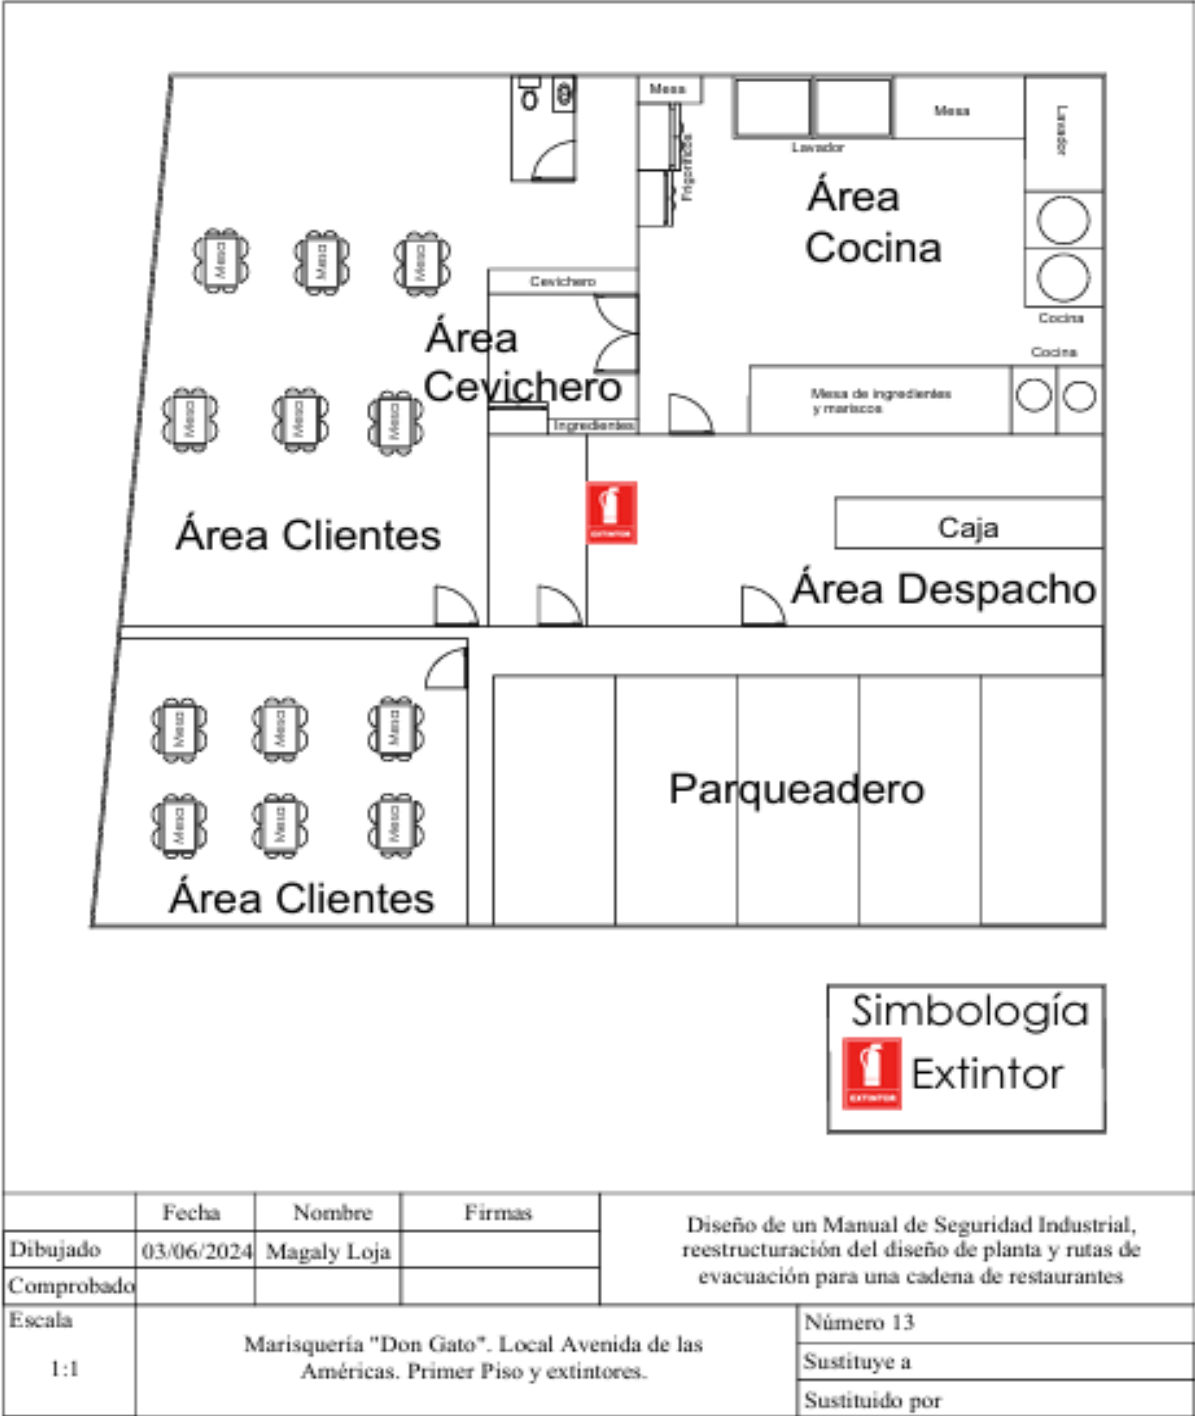 Mesa
Frigoríficos
Lavador
Mesa
Lavador
Área
Cocina
Mesa
Mesa
Mesa
Cevichero
Cocina
Área
Cevichero
Cocina
Mesa de ingredientes
y mariscos
Mesa
Mesa
Mesa
Ingredientes
EXTINTOR
Área Clientes
Caja
Área Despacho
Mesa
Mesa
Mesa
Parqueadero
Mesa
Mesa
Mesa
Área Clientes
Simbología
EXTINTOR
Extintor
Fecha
Nombre
Firmas
Dibujado
03/06/2024
Magaly Loja
Comprobado
Diseño de un Manual de Seguridad Industrial,
reestructuración del diseño de planta y rutas de
evacuación para una cadena de restaurantes
Escala
1:1
Marisquería "Don Gato". Local Avenida de las
Américas. Primer Piso y extintores.
Número 13
Sustituye a
Sustituido por